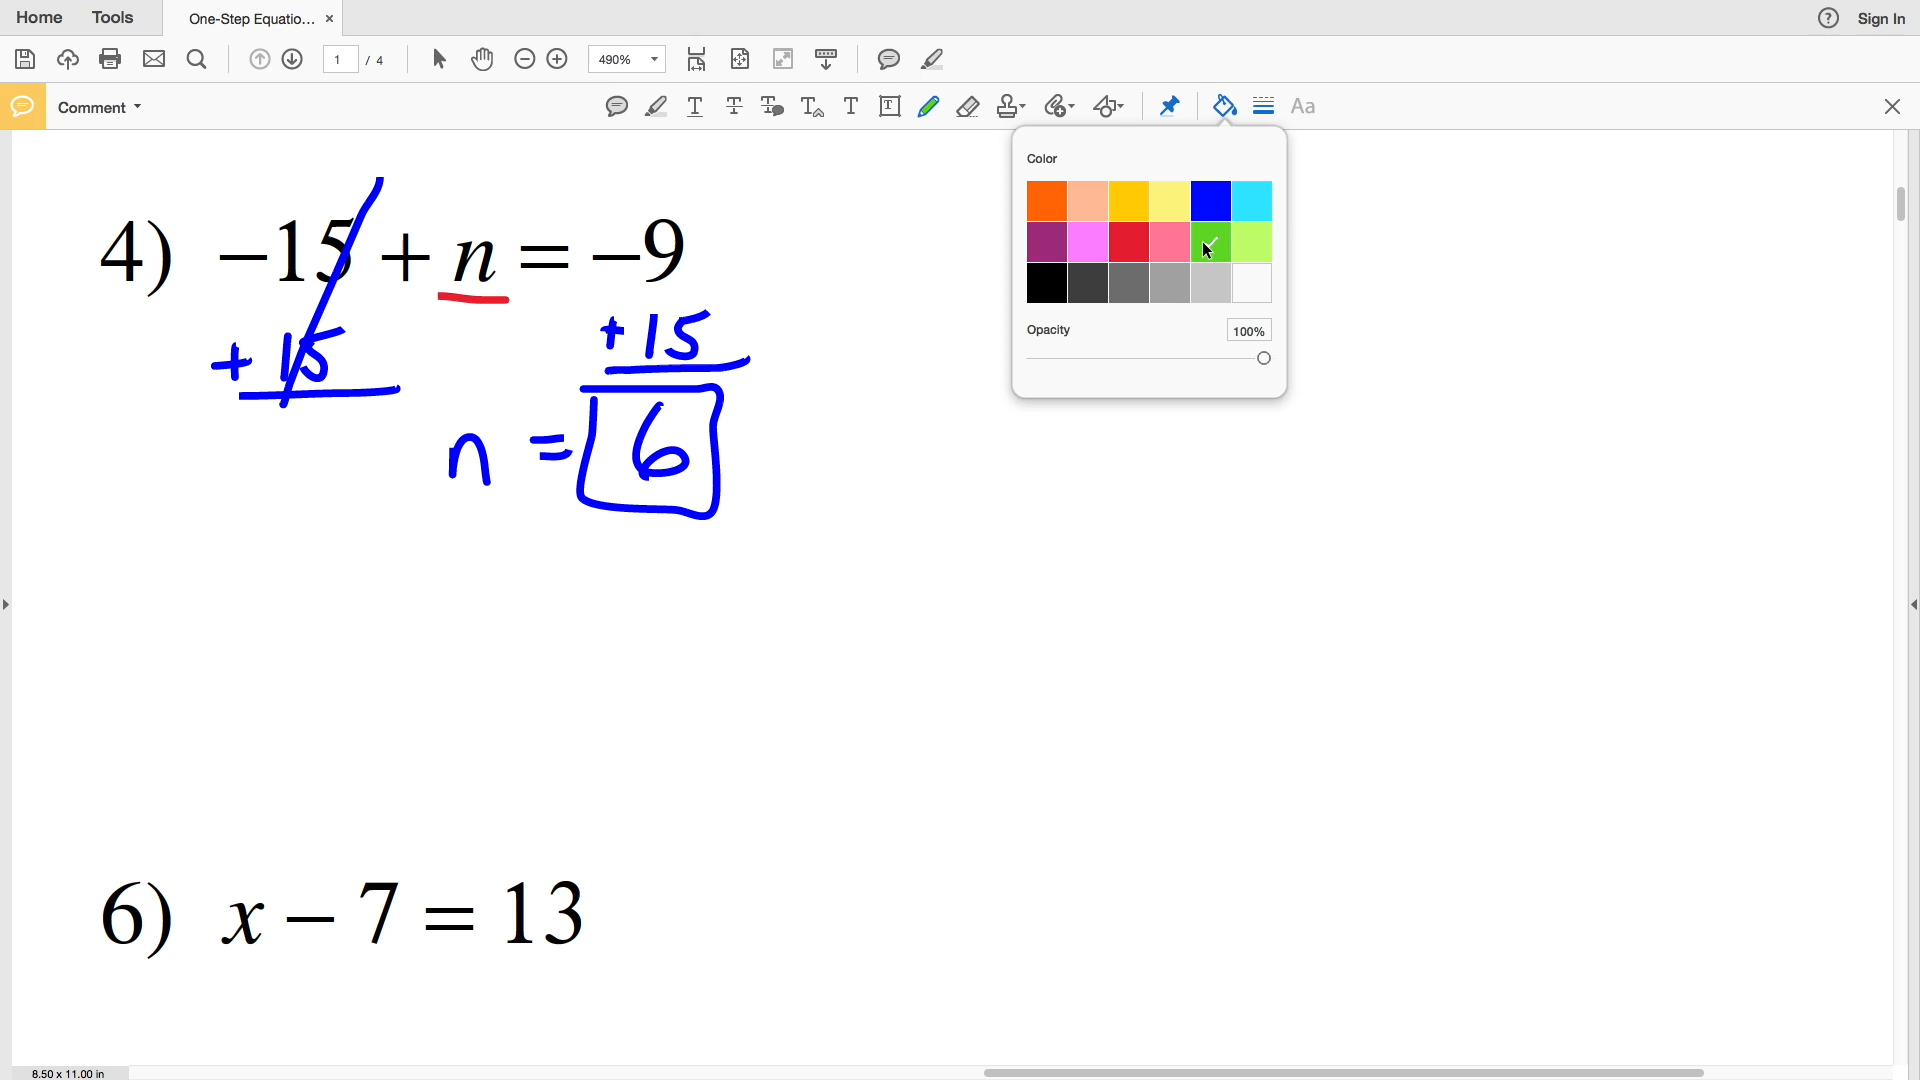 Home Tools One-Step Equatio... × ? Sign In
1 / 4 490%
Comment T T T T T T Aa
Color
4) −15 + n = −9
+ 15 + 15
Opacity 100%
n = 6
6) x − 7 = 13
8.50 x 11.00 in